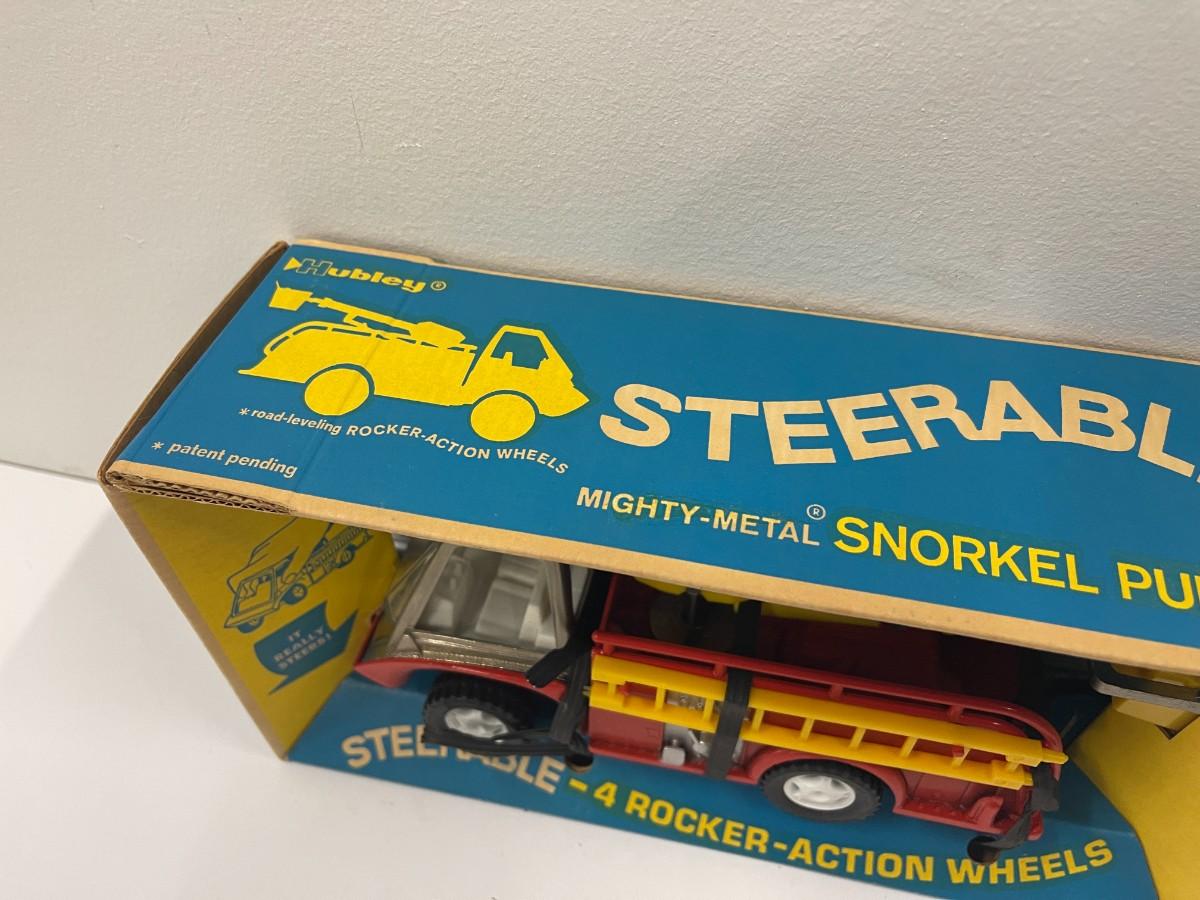 Hubley®
STEERABL
*road-leveling ROCKER-ACTION WHEELS
* patent pending
MIGHTY-METAL® SNORKEL PU
IT
REALLY
STEERS!
STEERABLE - 4 ROCKER-ACTION WHEELS